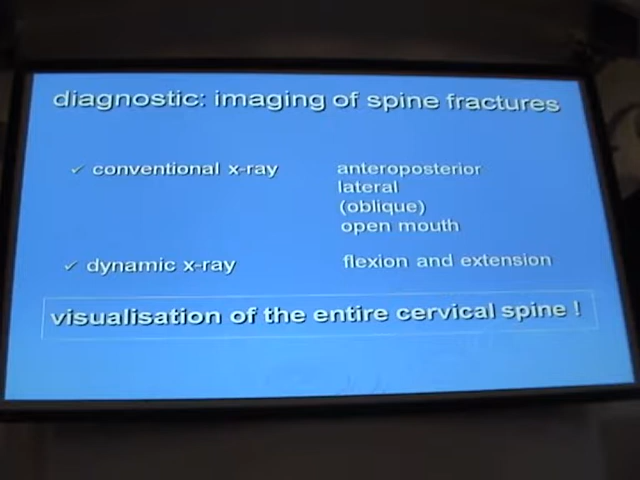 diagnostic: imaging of spine fractures
✓ conventional x-ray anteroposterior
lateral
(oblique)
open mouth
✓ dynamic x-ray flexion and extension
visualisation of the entire cervical spine !